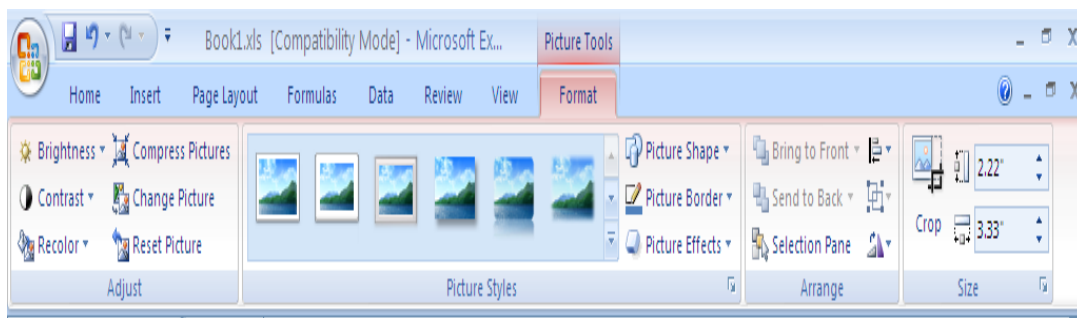 Book1.xls [Compatibility Mode] - Microsoft Ex... Picture Tools
Home Insert Page Layout Formulas Data Review View Format
Brightness Compress Pictures Picture Shape Bring to Front 2.22"
Contrast Change Picture Picture Border Send to Back
Recolor Reset Picture Picture Effects Selection Pane Crop 3.33"
Adjust Picture Styles Arrange Size